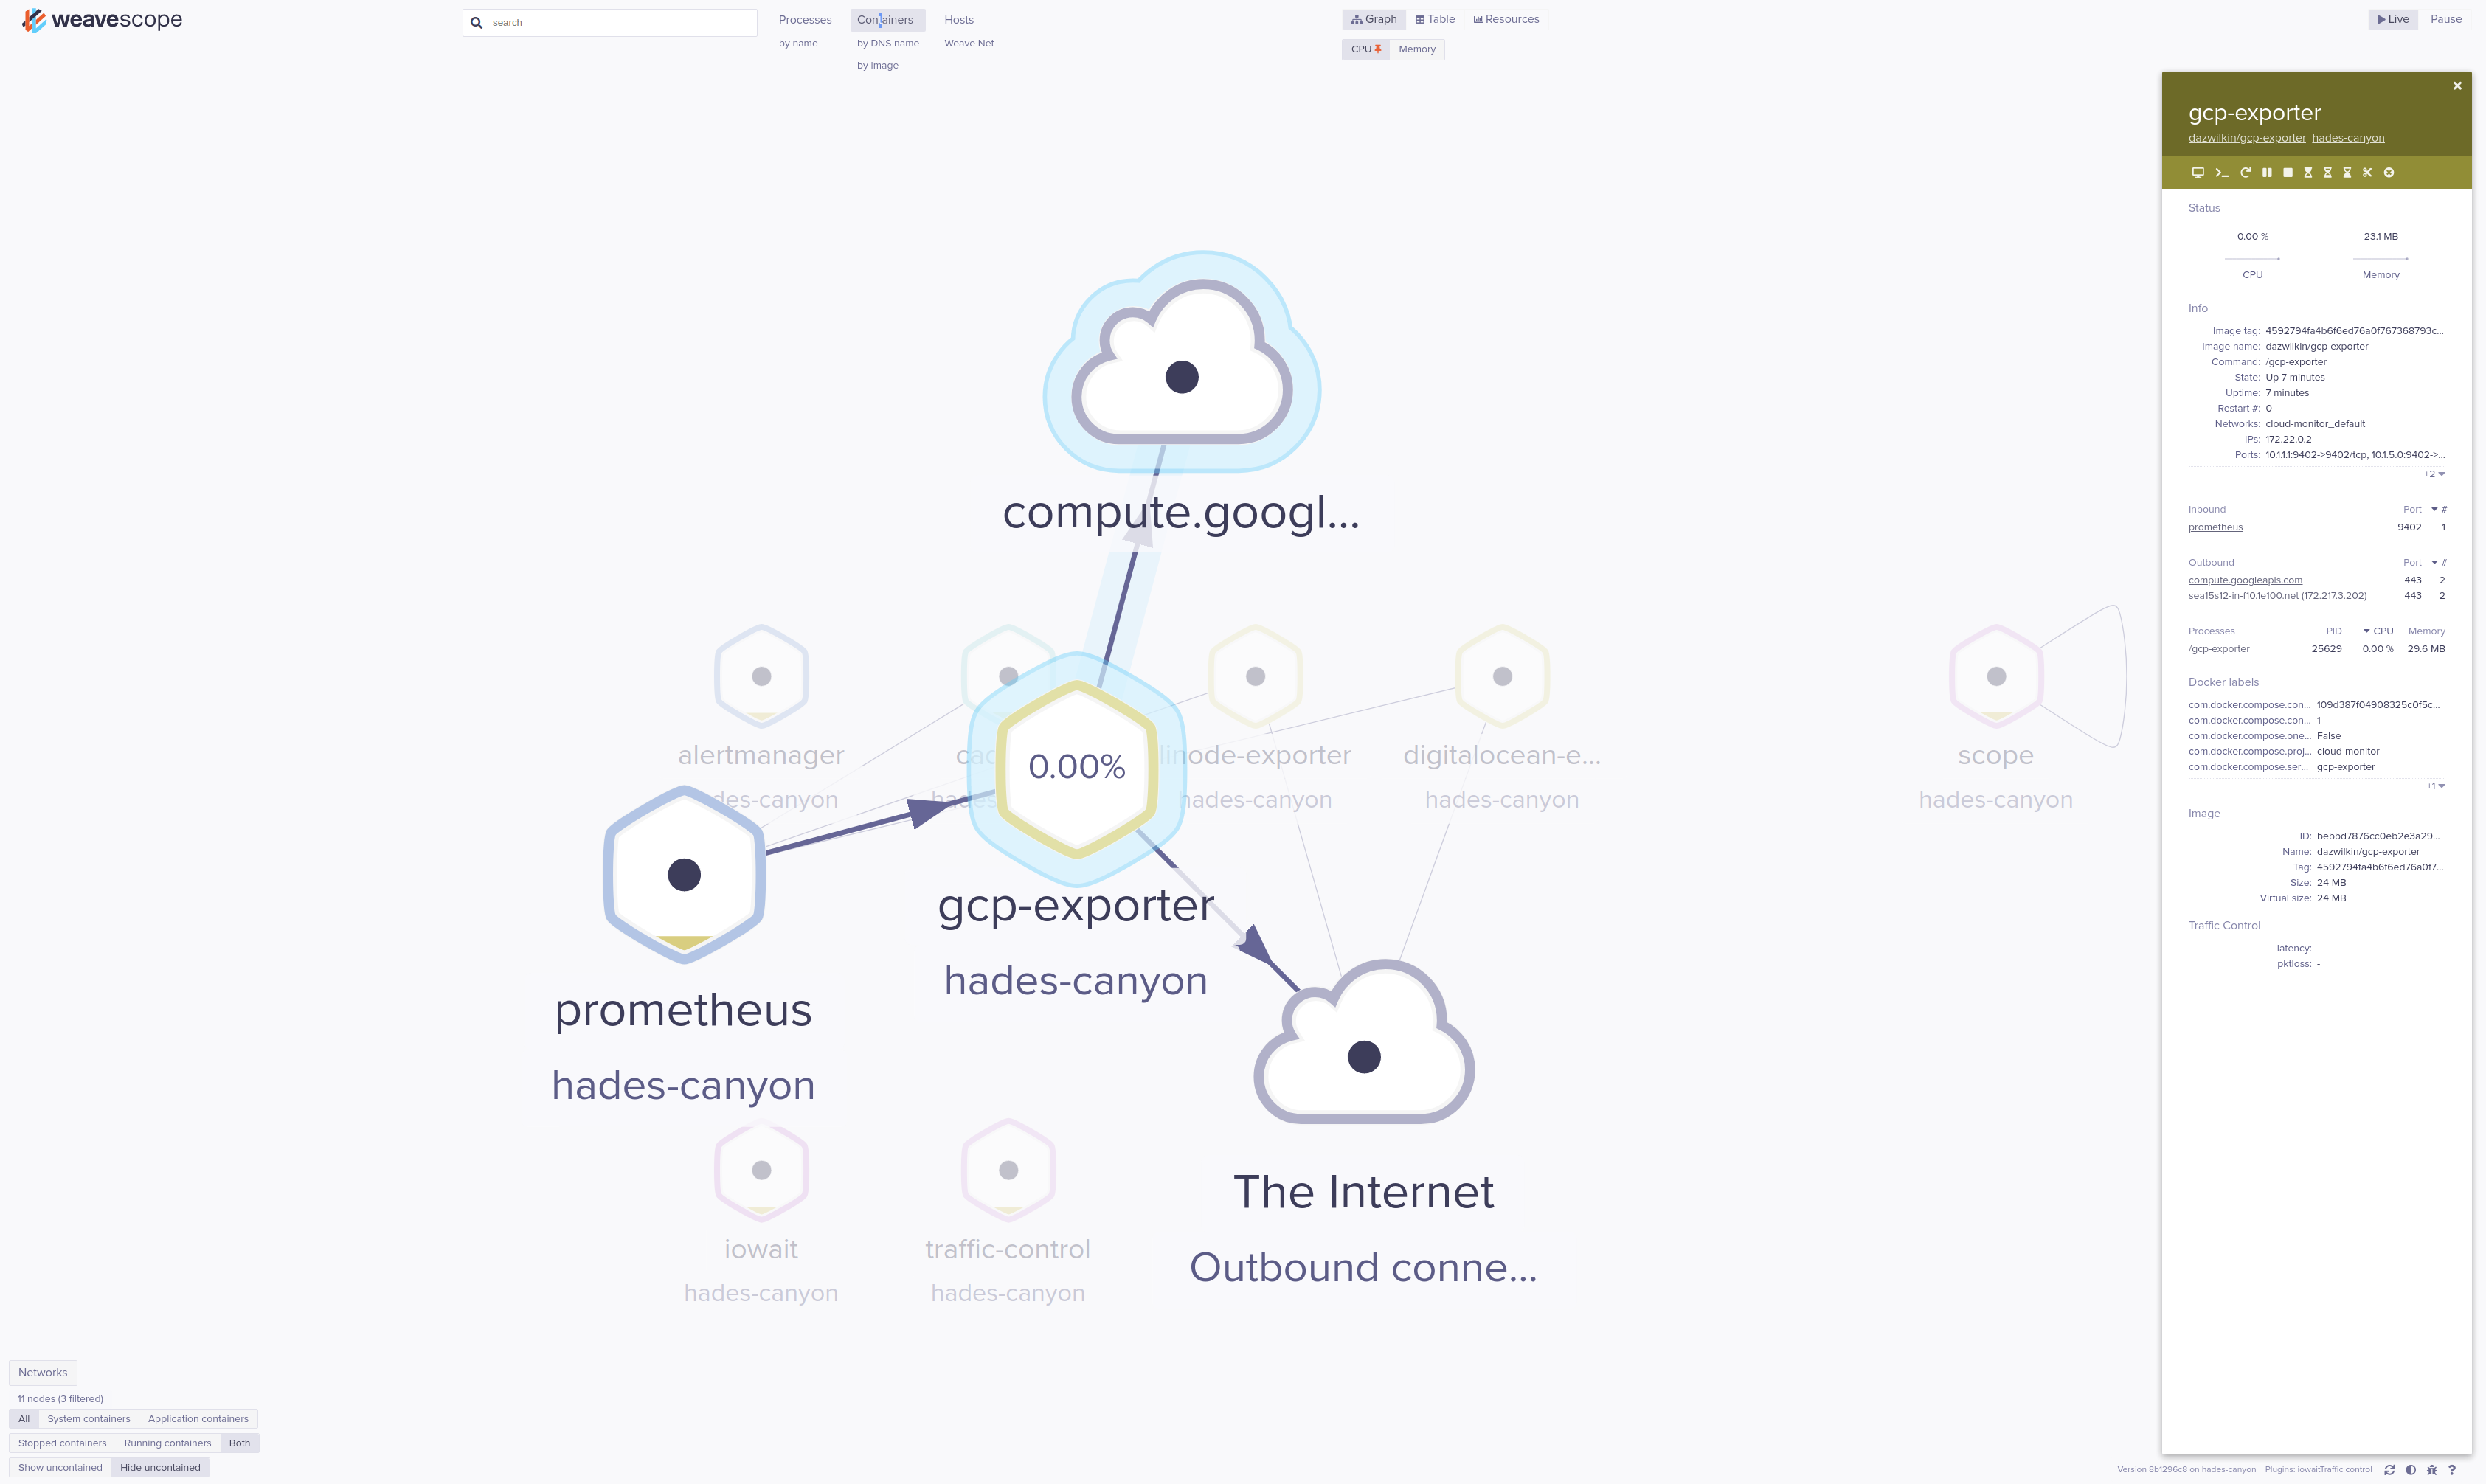 weavescope
search
Processes
by name
Containers
by DNS name
by image
Hosts
Weave Net
Graph
Table
Resources
CPU
Memory
Live
Pause
compute.googl...
alertmanager
hades-canyon
linode-exporter
hades-canyon
digitalocean-e...
hades-canyon
scope
hades-canyon
0.00%
gcp-exporter
hades-canyon
prometheus
hades-canyon
The Internet
Outbound conne...
iowait
hades-canyon
traffic-control
hades-canyon
gcp-exporter
dazwilkin/gcp-exporter hades-canyon
Status
0.00 % 23.1 MB
CPU Memory
Info
Image tag: 4592794fa4b6f6ed76a0f767368793c...
Image name: dazwilkin/gcp-exporter
Command: /gcp-exporter
State: Up 7 minutes
Uptime: 7 minutes
Restart #: 0
Networks: cloud-monitor_default
IPs: 172.22.0.2
Ports: 10.1.1.1:9402->9402/tcp, 10.1.5.0:9402->...
+2
Inbound Port #
prometheus 9402 1
Outbound Port #
compute.googleapis.com 443 2
sea15s12-in-f10.1e100.net (172.217.3.202) 443 2
Processes PID CPU Memory
/gcp-exporter 25629 0.00 % 29.6 MB
Docker labels
com.docker.compose.con... 109d387f04908325c0f5c...
com.docker.compose.con... 1
com.docker.compose.one... False
com.docker.compose.proj... cloud-monitor
com.docker.compose.ser... gcp-exporter
+1
Image
ID: bebbd7876cc0eb2e3a29...
Name: dazwilkin/gcp-exporter
Tag: 4592794fa4b6f6ed76a0f7...
Size: 24 MB
Virtual size: 24 MB
Traffic Control
latency: -
pktloss: -
Networks
11 nodes (3 filtered)
All System containers Application containers
Stopped containers Running containers Both
Show uncontained Hide uncontained
Version 8b1296c8 on hades-canyon Plugins: iowaitTraffic control